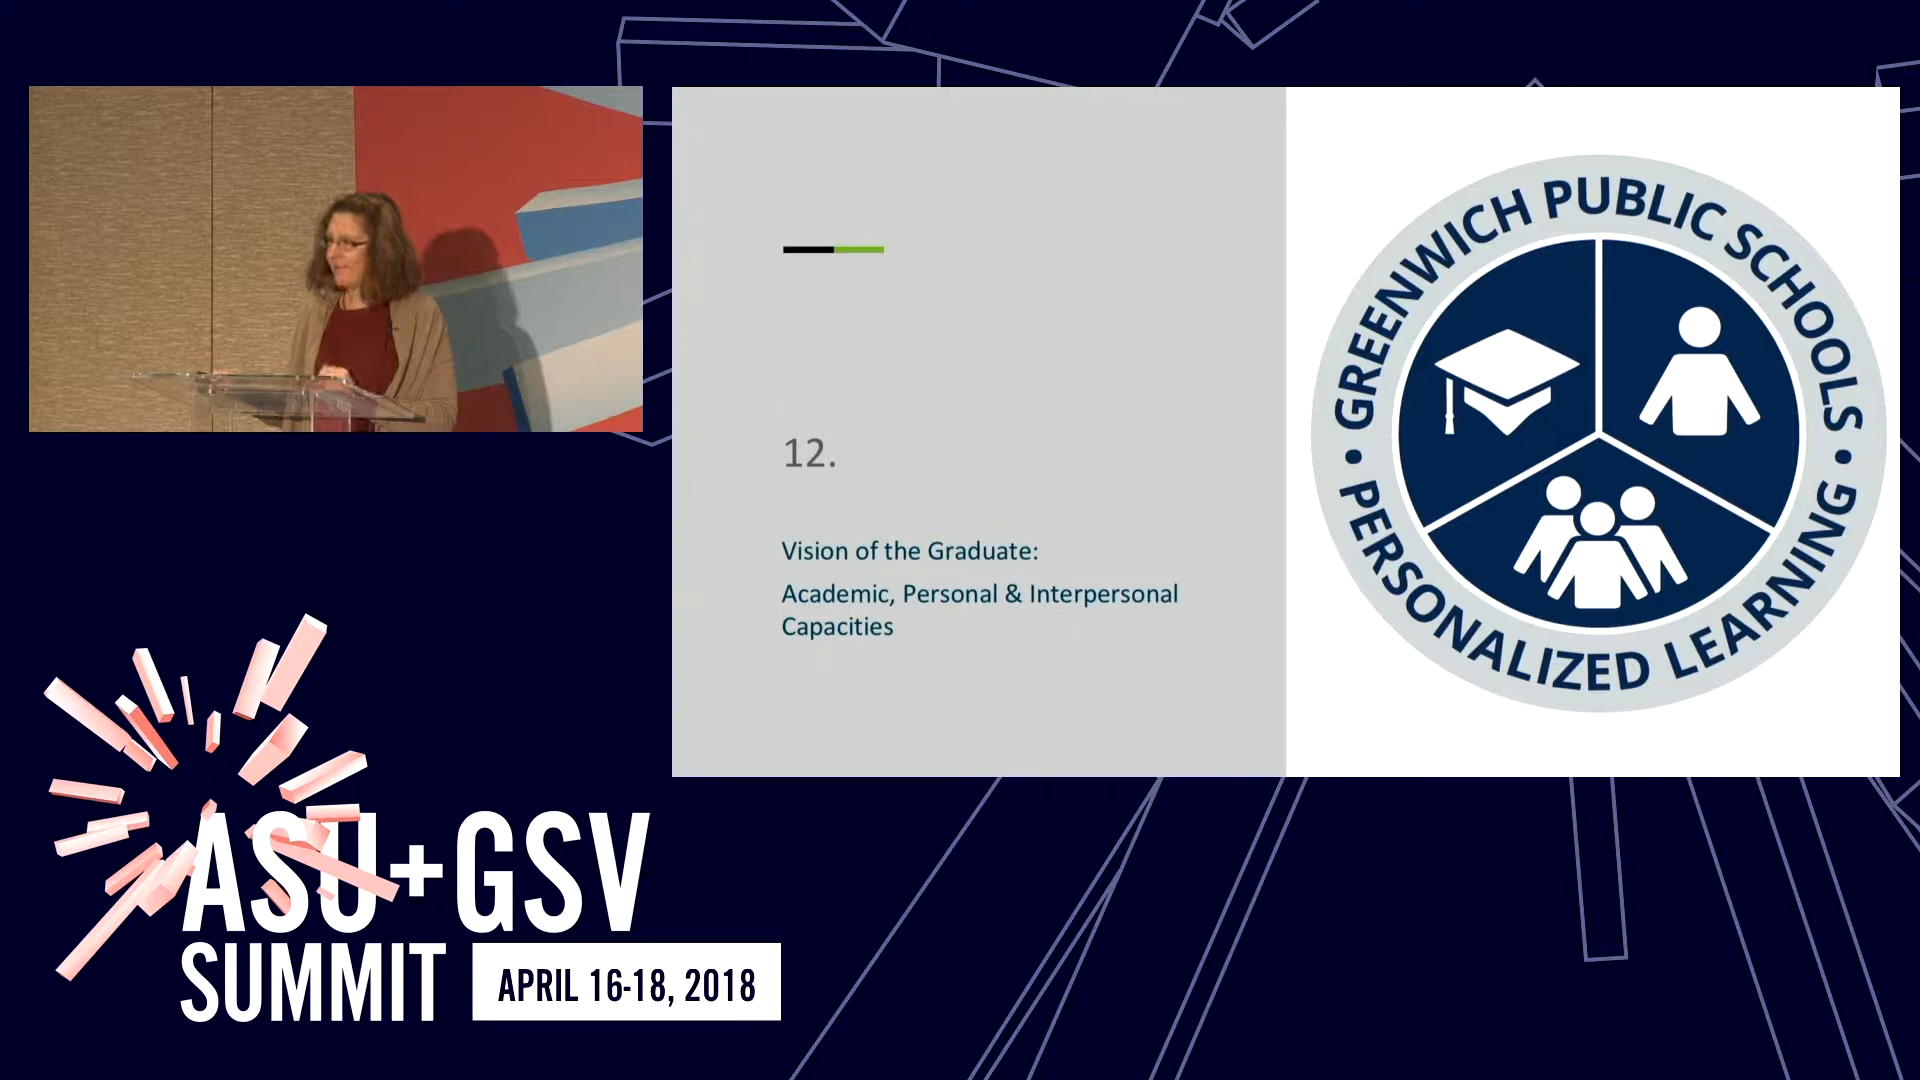 12.
Vision of the Graduate:
Academic, Personal & Interpersonal
Capacities
GREENWICH PUBLIC SCHOOLS
• PERSONALIZED LEARNING •
ASU+GSV
SUMMIT
APRIL 16-18, 2018